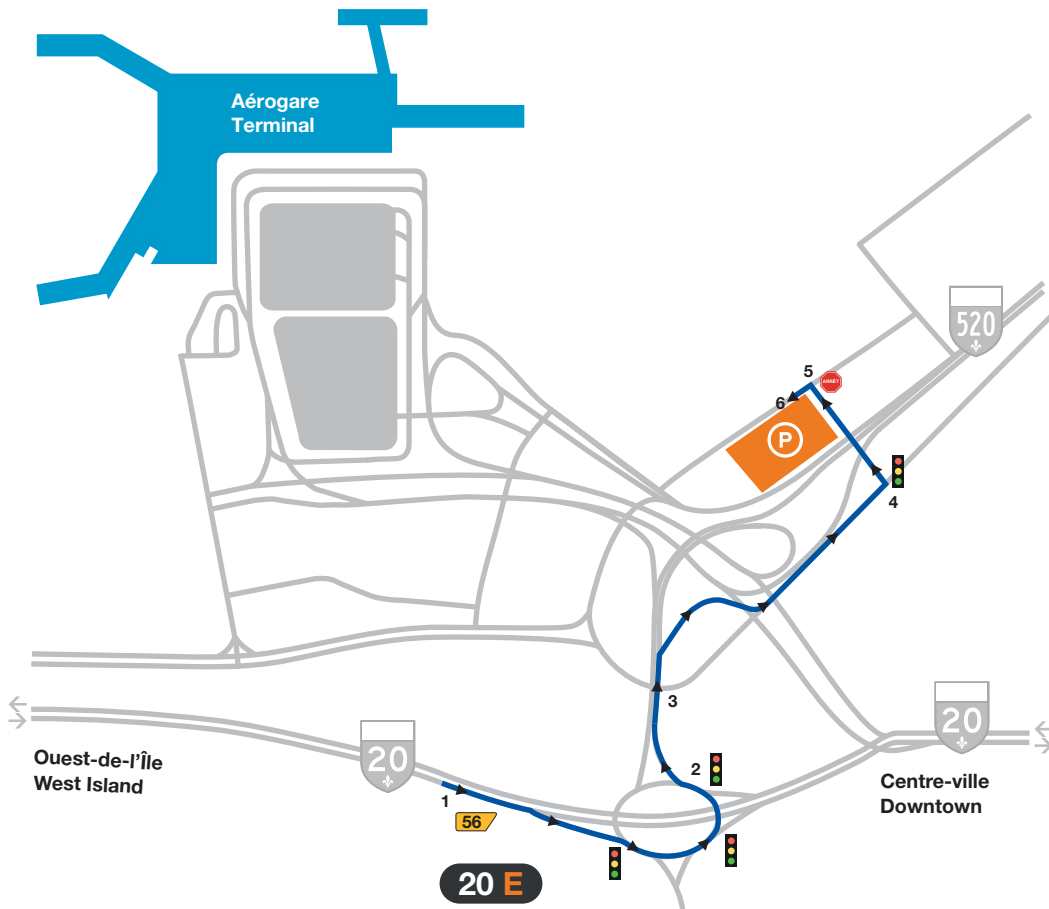 Aérogare
Terminal
520
5
ARRÊT
6
P
4
3
20
Ouest-de-l'Île
West Island
20
2
Centre-ville
Downtown
1
56
20 E